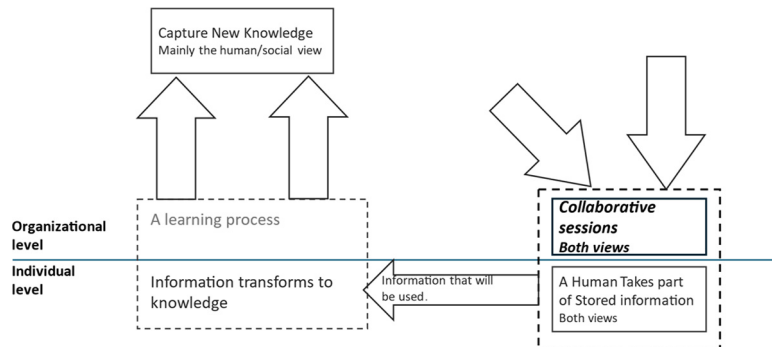 Capture New Knowledge
Mainly the human/social view
A learning process
Organizational
level
Individual
level
Information transforms to
knowledge
Information that will
be used.
Collaborative
sessions
Both views
A Human Takes part
of Stored information
Both views